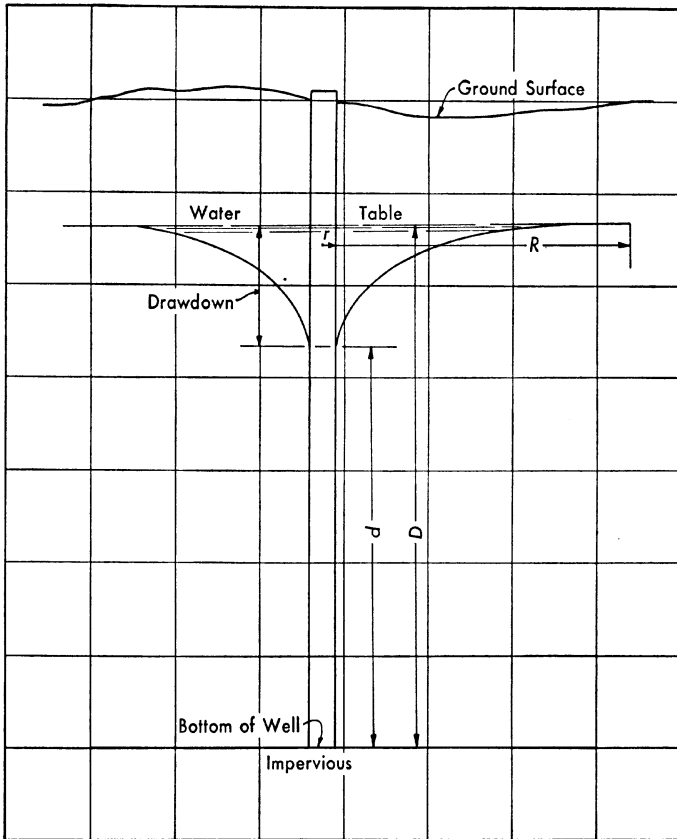 Ground Surface
Water Table
r
R
Drawdown
d
D
Bottom of Well
Impervious